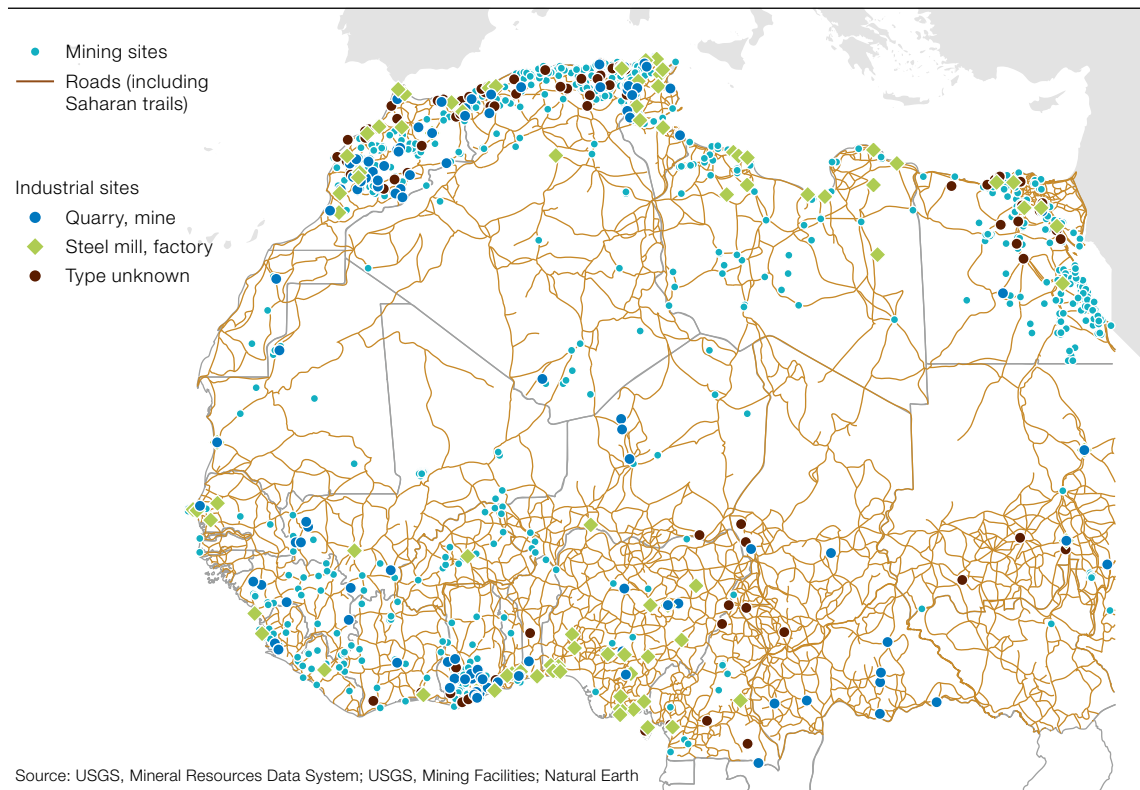 Mining sites
Roads (including
Saharan trails)
Industrial sites
Quarry, mine
Steel mill, factory
Type unknown
Source: USGS, Mineral Resources Data System; USGS, Mining Facilities; Natural Earth